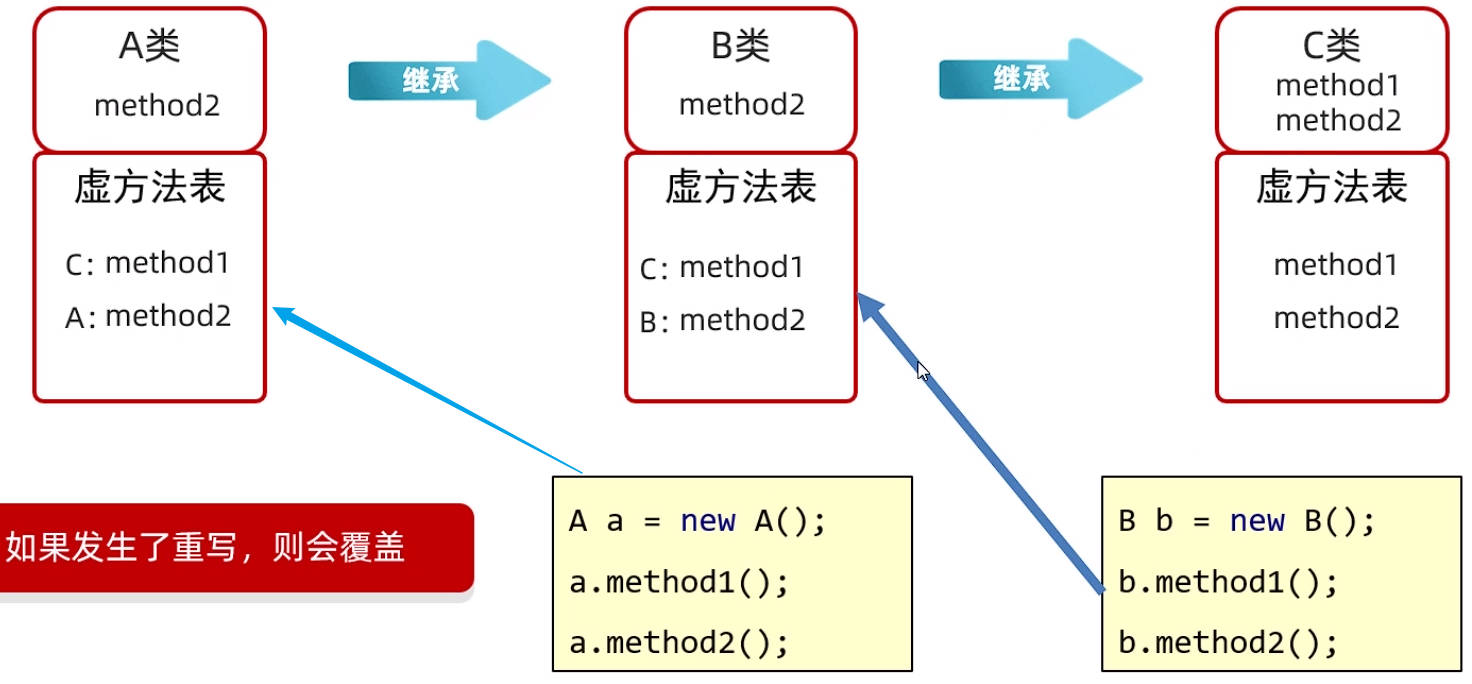 A类
method2
继承
B类
method2
继承
C类
method1
method2
虚方法表
C: method1
A: method2
虚方法表
C: method1
B: method2
虚方法表
method1
method2
如果发生了重写，则会覆盖
A a = new A();
a.method1();
a.method2();
B b = new B();
b.method1();
b.method2();